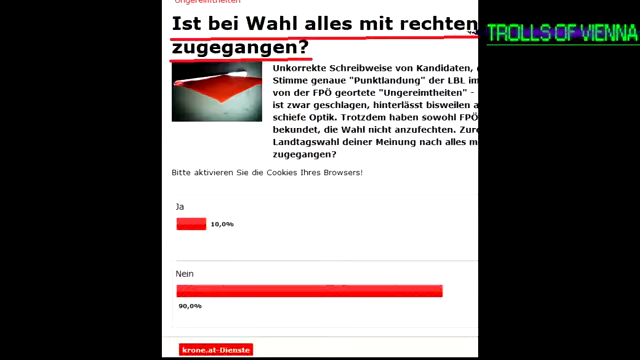 Ungereimtheiten
TROLLS OF VIENNA
Ist bei Wahl alles mit rechten
zugegangen?
Unkorrekte Schreibweise von Kandidaten,
Stimme genaue "Punktlandung" der LBL im
von der FPÖ geortete "Ungereimtheiten" -
ist zwar geschlagen, hinterlässt bisweilen a
schiefe Optik. Trotzdem haben sowohl FPÖ
bekundet, die Wahl nicht anzufechten. Zur
Landtagswahl deiner Meinung nach alles m
zugegangen?
Bitte aktivieren Sie die Cookies Ihres Browsers!
Ja
10,0%
Nein
90,0%
krone.at-Dienste